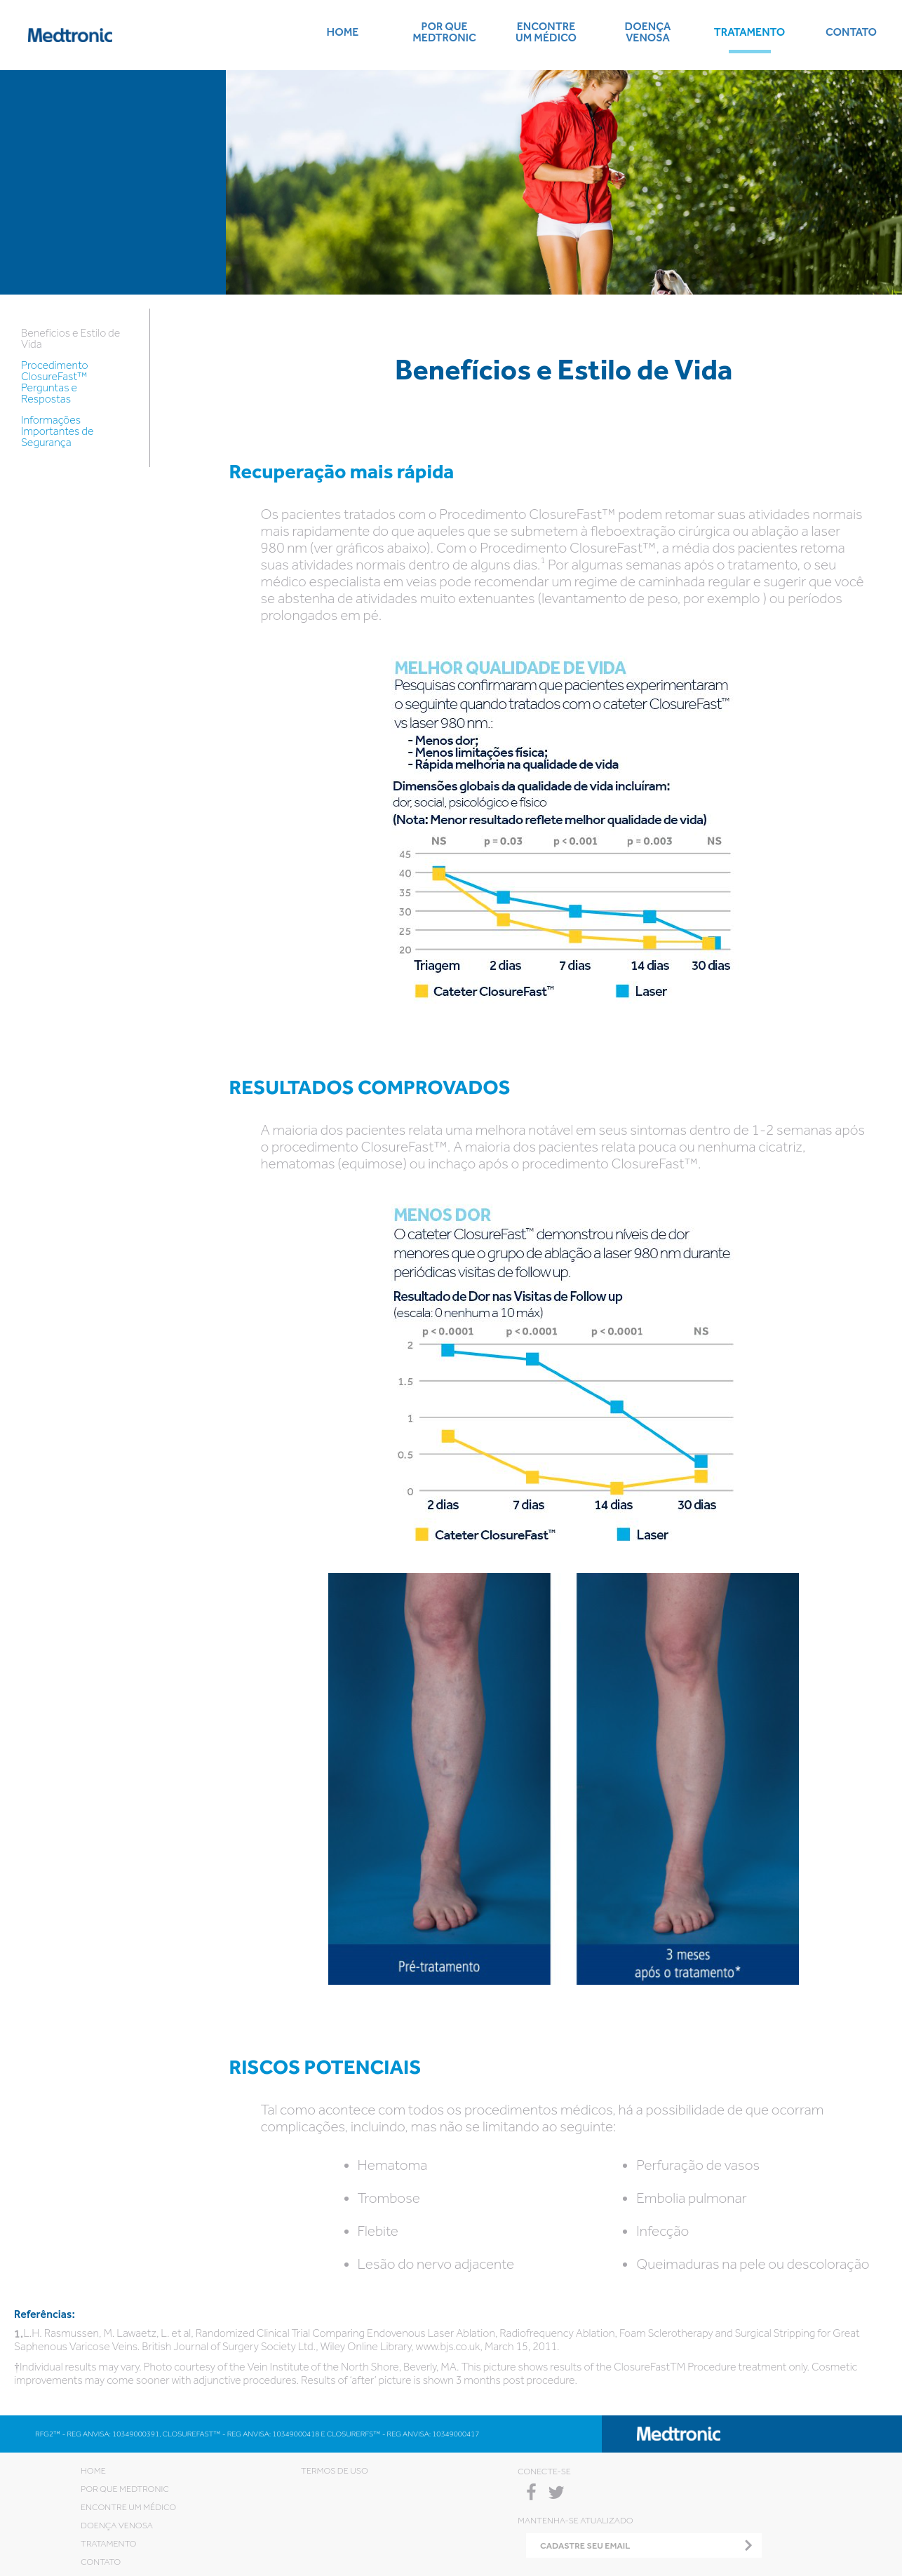 Medtronic
HOME
POR QUE
MEDTRONIC
ENCONTRE
UM MÉDICO
DOENÇA
VENOSA
TRATAMENTO
CONTATO
Benefícios e Estilo de
Vida
Procedimento
ClosureFast™
Perguntas e
Respostas
Informações
Importantes de
Segurança
Benefícios e Estilo de Vida
Recuperação mais rápida
Os pacientes tratados com o Procedimento ClosureFast™ podem retomar suas atividades normais
mais rapidamente do que aqueles que se submetem à fleboextração cirúrgica ou ablação a laser
980 nm (ver gráficos abaixo). Com o Procedimento ClosureFast™, a média dos pacientes retoma
suas atividades normais dentro de alguns dias.¹ Por algumas semanas após o tratamento, o seu
médico especialista em veias pode recomendar um regime de caminhada regular e sugerir que você
se abstenha de atividades muito extenuantes (levantamento de peso, por exemplo ) ou períodos
prolongados em pé.
MELHOR QUALIDADE DE VIDA
Pesquisas confirmaram que pacientes experimentaram
o seguinte quando tratados com o cateter ClosureFast™
vs laser 980 nm.:
- Menos dor;
- Menos limitações física;
- Rápida melhoria na qualidade de vida
Dimensões globais da qualidade de vida incluíram:
dor, social, psicológico e físico
(Nota: Menor resultado reflete melhor qualidade de vida)
NS p = 0.03 p < 0.001 p = 0.003 NS
45
40
35
30
25
20
Triagem 2 dias 7 dias 14 dias 30 dias
Cateter ClosureFast™ Laser
RESULTADOS COMPROVADOS
A maioria dos pacientes relata uma melhora notável em seus sintomas dentro de 1-2 semanas após
o procedimento ClosureFast™. A maioria dos pacientes relata pouca ou nenhuma cicatriz,
hematomas (equimose) ou inchaço após o procedimento ClosureFast™.
MENOS DOR
O cateter ClosureFast™ demonstrou níveis de dor
menores que o grupo de ablação a laser 980 nm durante
periódicas visitas de follow up.
Resultado de Dor nas Visitas de Follow up
(escala: 0 nenhum a 10 máx)
p < 0.0001 p < 0.0001 p < 0.0001 NS
2
1.5
1
0.5
0
2 dias 7 dias 14 dias 30 dias
Cateter ClosureFast™ Laser
Pré-tratamento
3 meses
após o tratamento*
RISCOS POTENCIAIS
Tal como acontece com todos os procedimentos médicos, há a possibilidade de que ocorram
complicações, incluindo, mas não se limitando ao seguinte:
• Hematoma
• Trombose
• Flebite
• Lesão do nervo adjacente
• Perfuração de vasos
• Embolia pulmonar
• Infecção
• Queimaduras na pele ou descoloração
Referências:
1.L.H. Rasmussen, M. Lawaetz, L. et al, Randomized Clinical Trial Comparing Endovenous Laser Ablation, Radiofrequency Ablation, Foam Sclerotherapy and Surgical Stripping for Great
Saphenous Varicose Veins. British Journal of Surgery Society Ltd., Wiley Online Library, www.bjs.co.uk, March 15, 2011.
†Individual results may vary. Photo courtesy of the Vein Institute of the North Shore, Beverly, MA. This picture shows results of the ClosureFastTM Procedure treatment only. Cosmetic
improvements may come sooner with adjunctive procedures. Results of 'after' picture is shown 3 months post procedure.
RFG2™ - REG ANVISA: 10349000391, CLOSUREFAST™ - REG ANVISA: 10349000418 E CLOSURERFS™ - REG ANVISA: 10349000417
Medtronic
HOME
POR QUE MEDTRONIC
ENCONTRE UM MÉDICO
DOENÇA VENOSA
TRATAMENTO
CONTATO
TERMOS DE USO
CONECTE-SE
MANTENHA-SE ATUALIZADO
CADASTRE SEU EMAIL